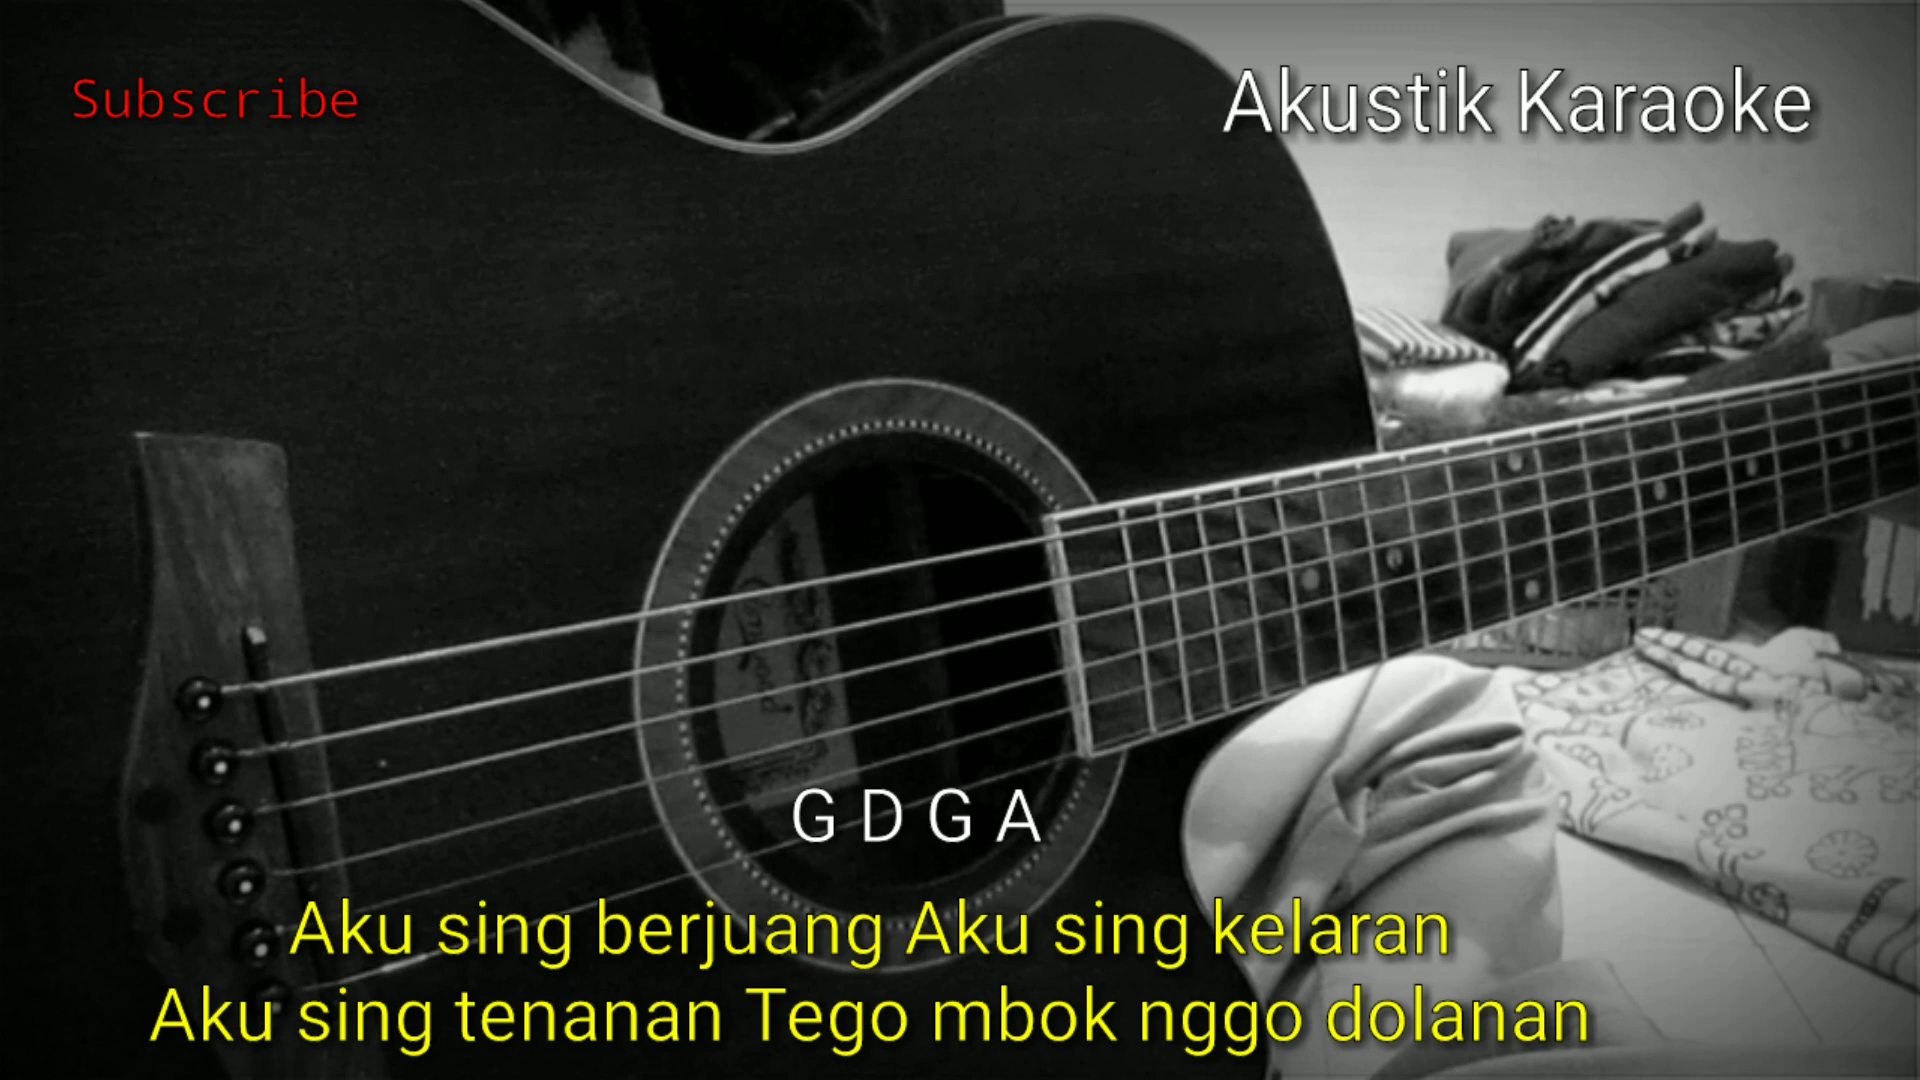 Subscribe
Akustik Karaoke
G D G A
Aku sing berjuang Aku sing kelaran
Aku sing tenanan Tego mbok nggo dolanan